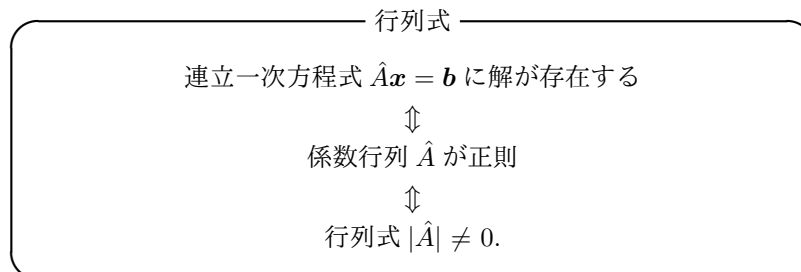 行列式
連立一次方程式 Â𝒙 = 𝒃 に解が存在する
⇕
係数行列 Â が正則
⇕
行列式 |Â| ≠ 0.